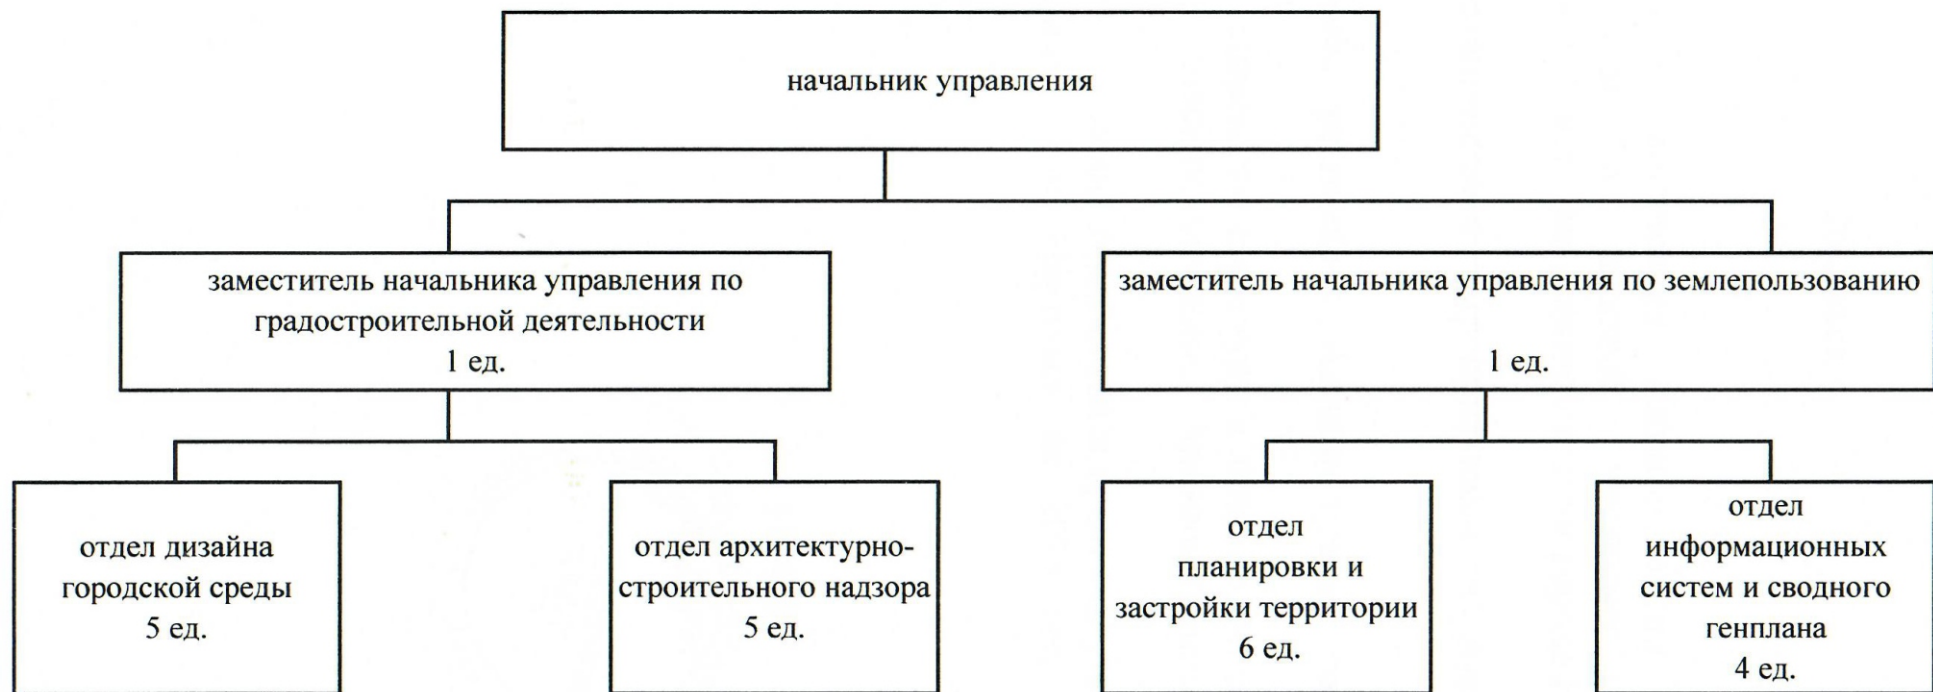 начальник управления
заместитель начальника управления по
градостроительной деятельности
1 ед.
заместитель начальника управления по землепользованию
1 ед.
отдел дизайна
городской среды
5 ед.
отдел архитектурно-
строительного надзора
5 ед.
отдел
планировки и
застройки территории
6 ед.
отдел
информационных
систем и сводного
генплана
4 ед.